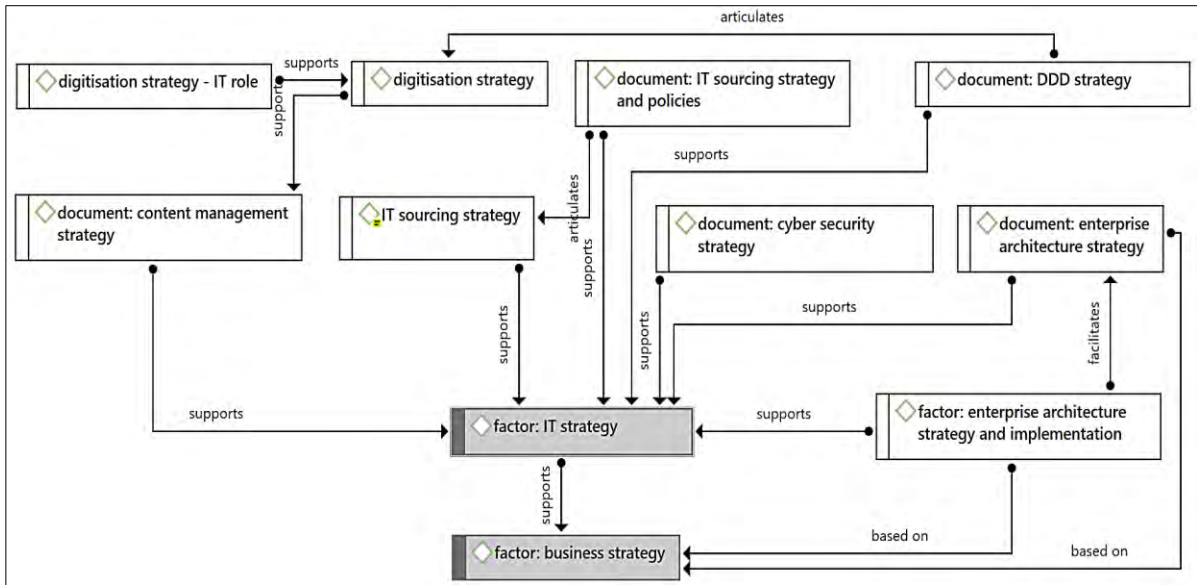 articulates
supports
digitisation strategy - IT role
digitisation strategy
document: IT sourcing strategy
and policies
document: DDD strategy
supports
supports
articulates
document: content management
strategy
IT sourcing strategy
document: cyber security
strategy
document: enterprise
architecture strategy
supports
supports
supports
supports
facilitates
supports
supports
factor: IT strategy
factor: enterprise architecture
strategy and implementation
supports
based on
based on
factor: business strategy